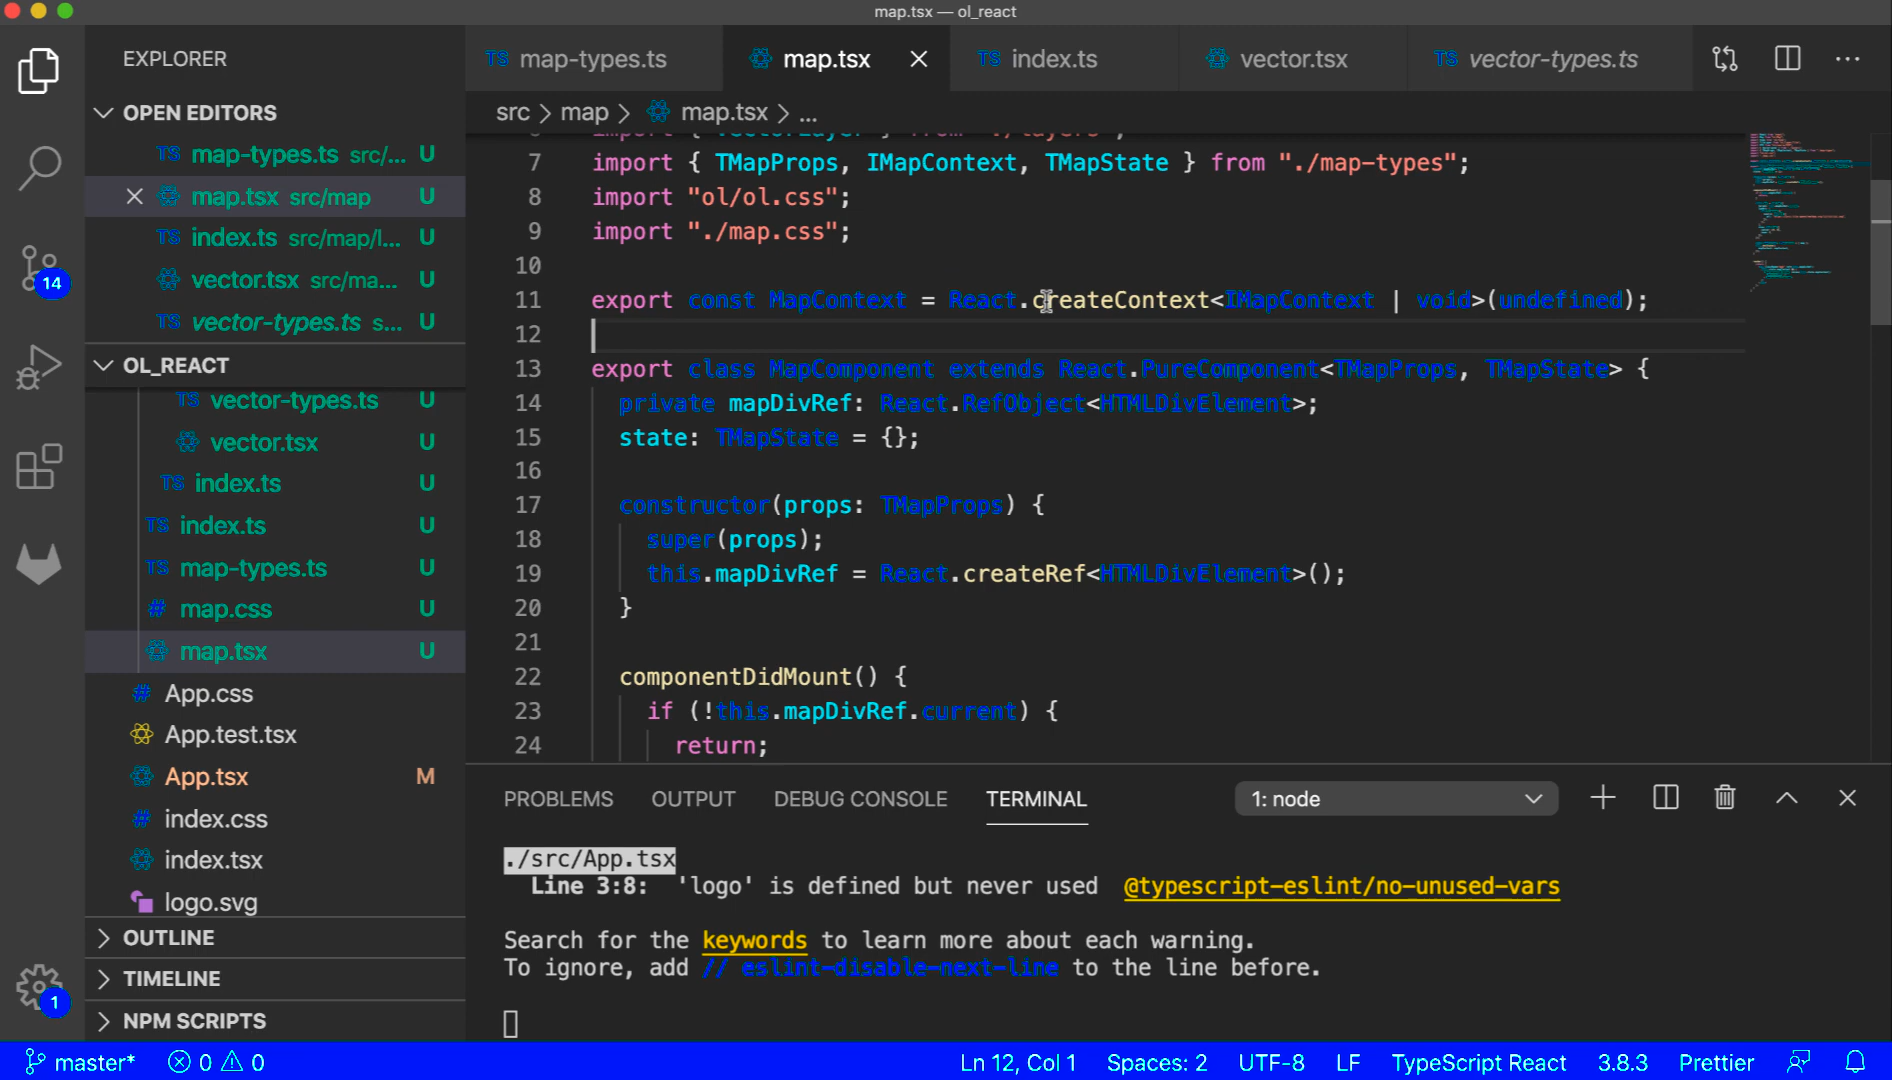 map.tsx — ol_react
EXPLORER
OPEN EDITORS
TS map-types.ts src/... U
map.tsx src/map U
TS index.ts src/map/l... U
vector.tsx src/ma... U
TS vector-types.ts s... U
OL_REACT
TS vector-types.ts U
vector.tsx U
TS index.ts U
TS index.ts U
TS map-types.ts U
# map.css U
map.tsx U
# App.css
App.test.tsx
App.tsx M
# index.css
index.tsx
logo.svg
OUTLINE
TIMELINE
NPM SCRIPTS
14
1
TS map-types.ts map.tsx TS index.ts vector.tsx TS vector-types.ts
src > map > map.tsx > ...
7 import { TMapProps, IMapContext, TMapState } from "./map-types";
8 import "ol/ol.css";
9 import "./map.css";
10
11 export const MapContext = React.createContext<IMapContext | void>(undefined);
12
13 export class MapComponent extends React.PureComponent<TMapProps, TMapState> {
14 private mapDivRef: React.RefObject<HTMLDivElement>;
15 state: TMapState = {};
16
17 constructor(props: TMapProps) {
18 super(props);
19 this.mapDivRef = React.createRef<HTMLDivElement>();
20 }
21
22 componentDidMount() {
23 if (!this.mapDivRef.current) {
24 return;
PROBLEMS OUTPUT DEBUG CONSOLE TERMINAL 1: node
./src/App.tsx
Line 3:8: 'logo' is defined but never used @typescript-eslint/no-unused-vars
Search for the keywords to learn more about each warning.
To ignore, add // eslint-disable-next-line to the line before.
master* 0 0 Ln 12, Col 1 Spaces: 2 UTF-8 LF TypeScript React 3.8.3 Prettier